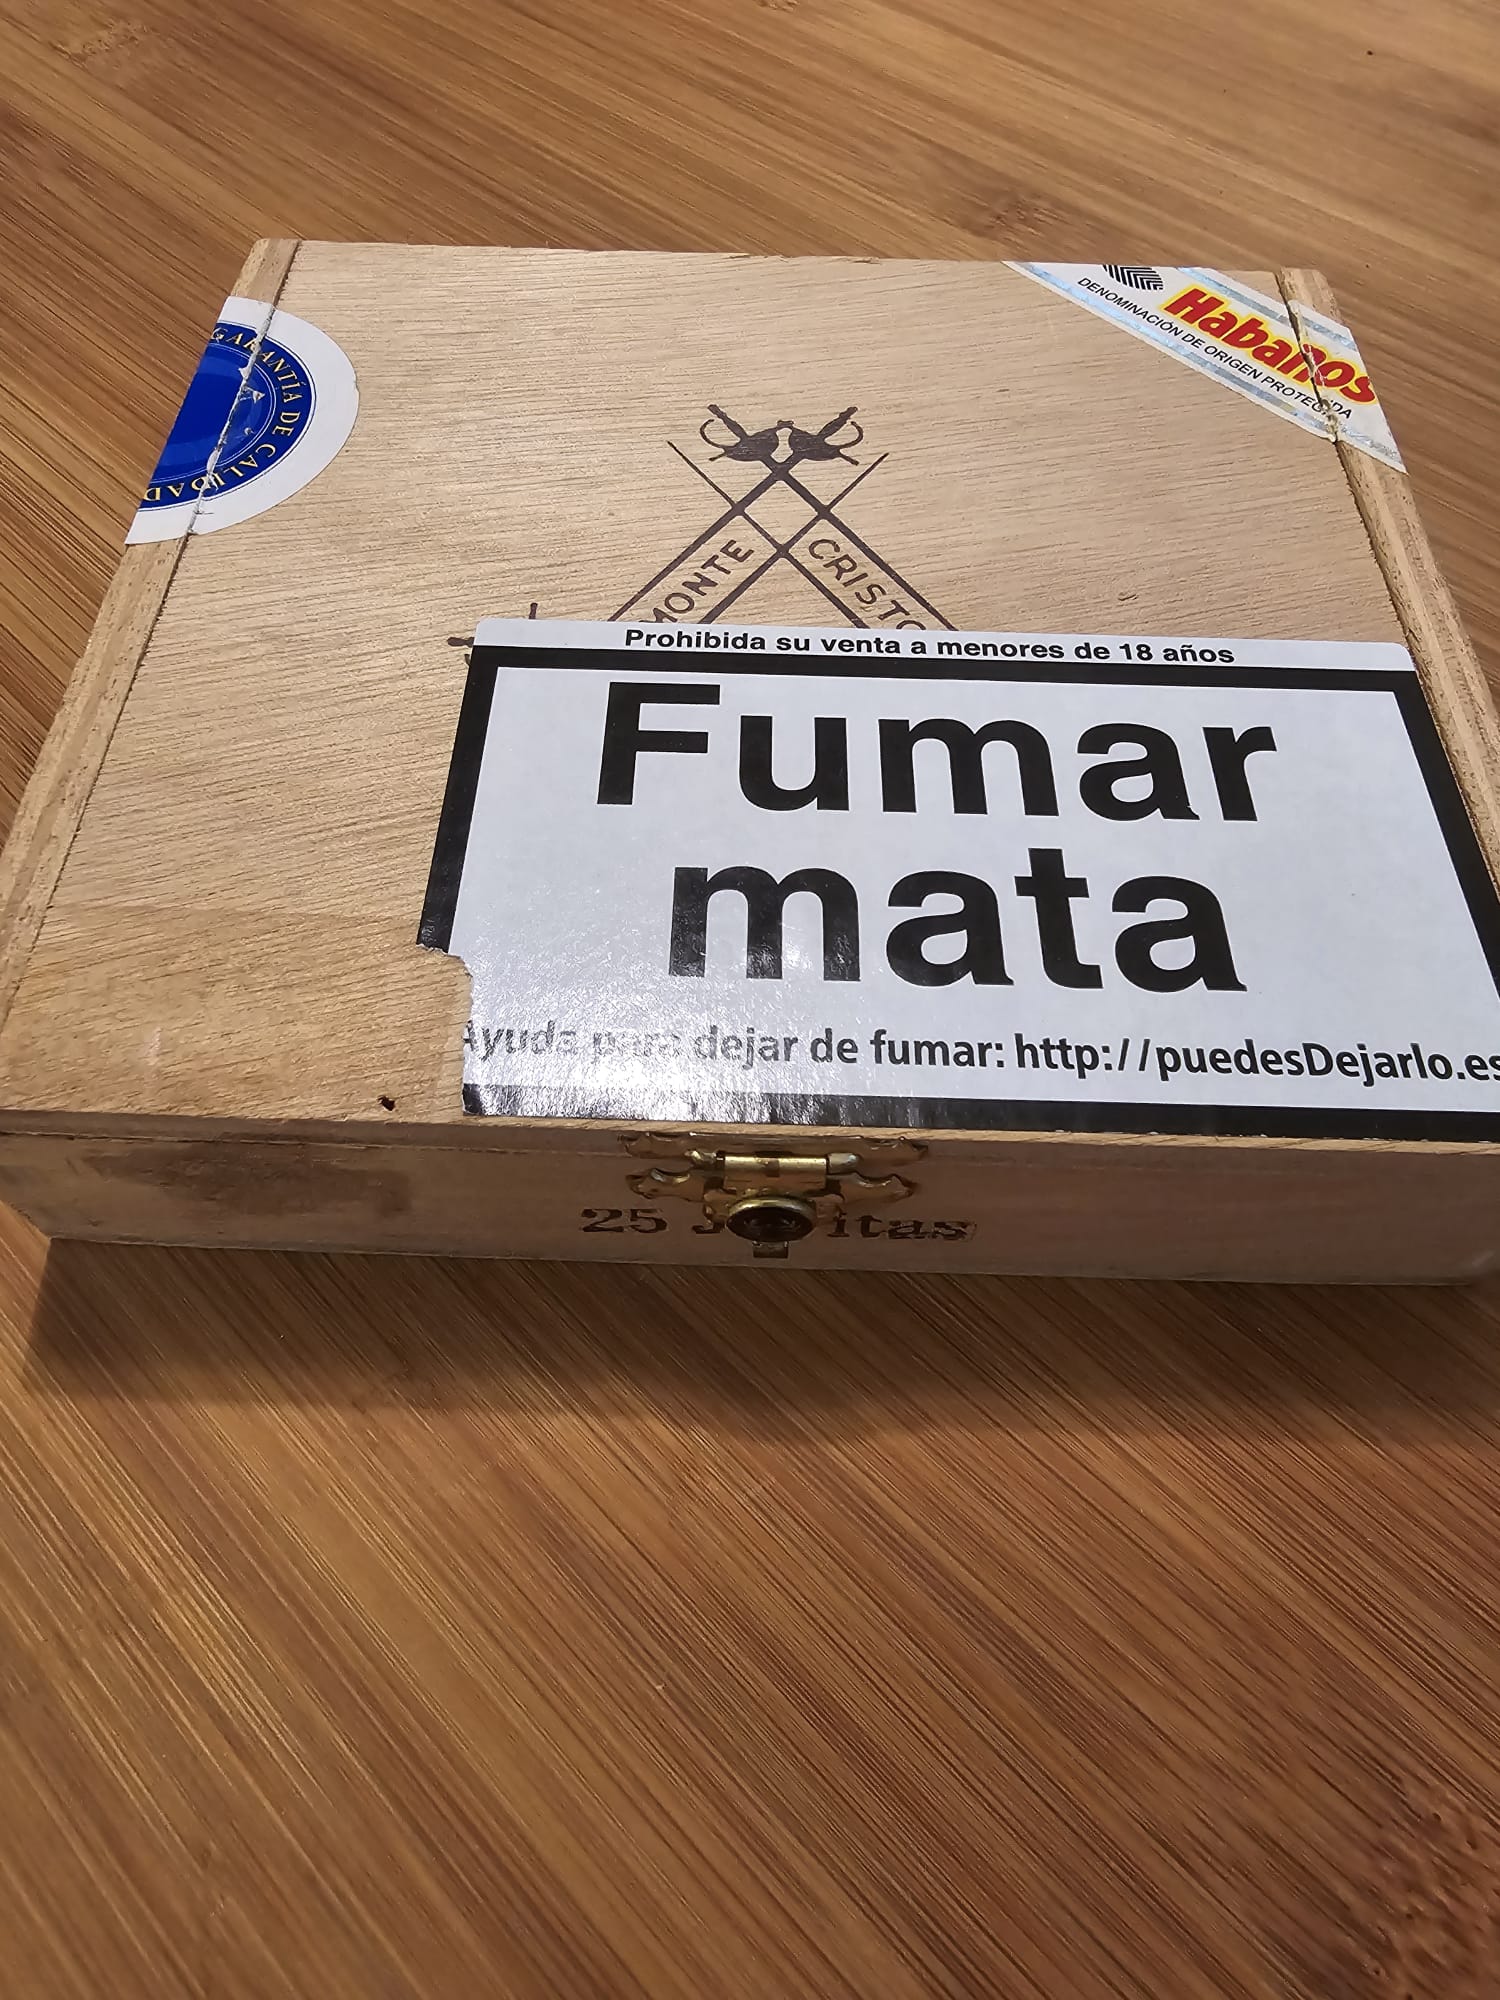 GARANTÍA DE CALIDAD
Habanos
DENOMINACIÓN DE ORIGEN PROTEGIDA
MONTE
CRISTO
Prohibida su venta a menores de 18 años
Fumar
mata
Ayuda para dejar de fumar: http://puedesDejarlo.es
25